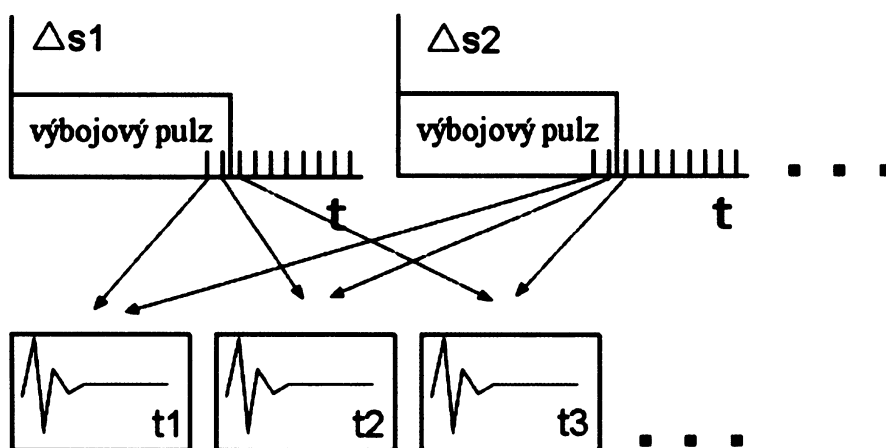 △s1
△s2
výbojový pulz
výbojový pulz
t
t
t1
t2
t3